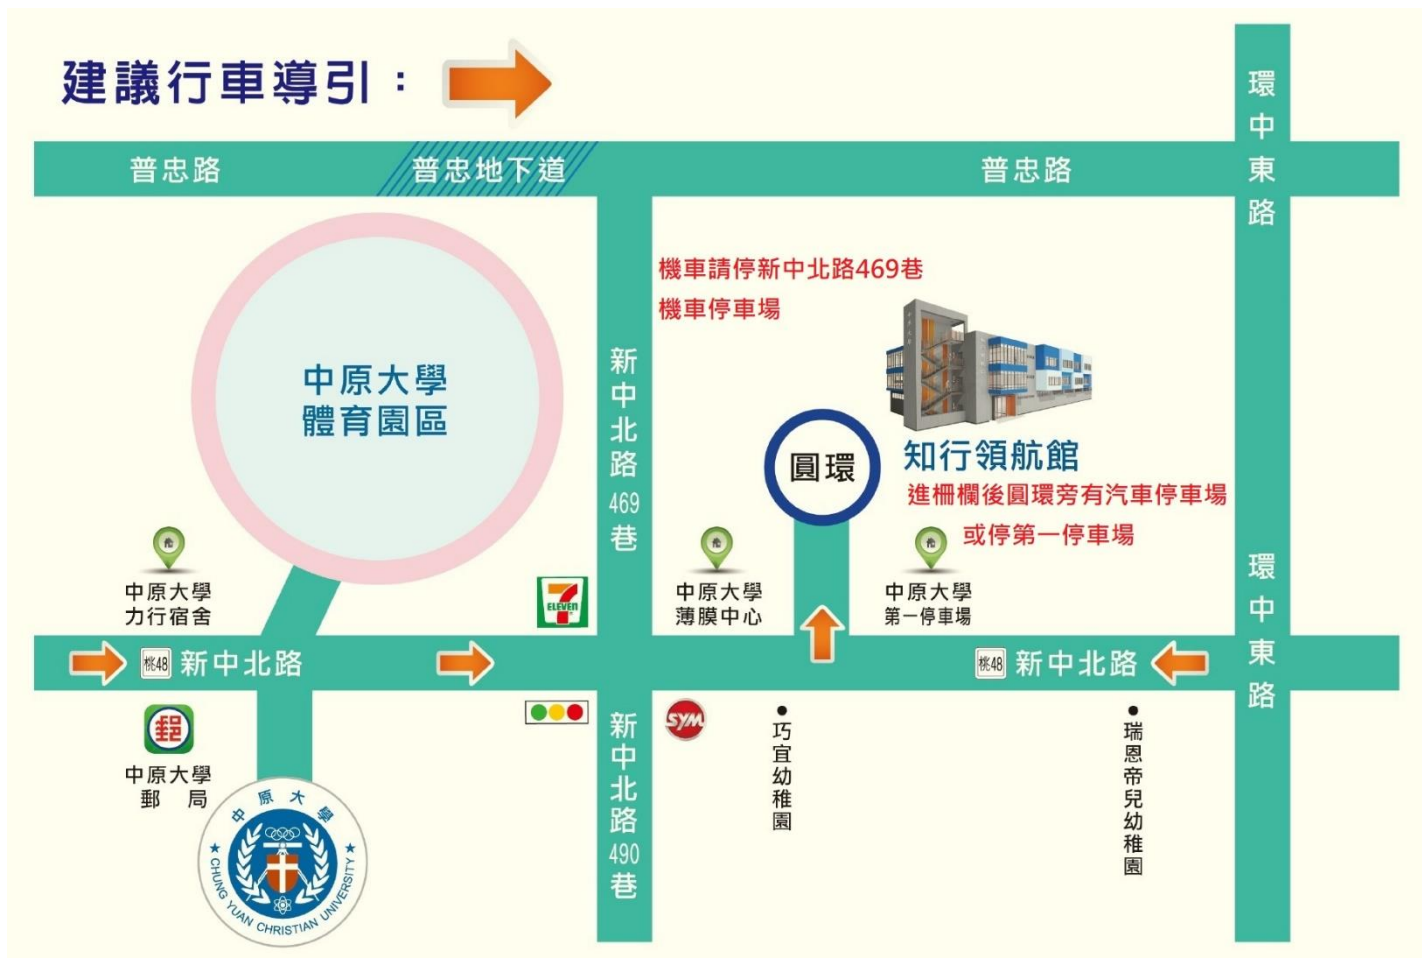 建議行車導引：
環中東路
普忠路
普忠地下道
普忠路
機車請停新中北路469巷
機車停車場
中原大學
體育園區
新中北路469巷
圓環
知行領航館
進柵欄後圓環旁有汽車停車場
或停第一停車場
中原大學
力行宿舍
7
ELEVEN
中原大學
薄膜中心
中原大學
第一停車場
環中東路
桃48 新中北路
桃48 新中北路
郵
中原大學
郵局
SYM
新中北路490巷
巧宜幼稚園
瑞恩帝兒幼稚園
中原大學
CHUNG YUAN CHRISTIAN UNIVERSITY